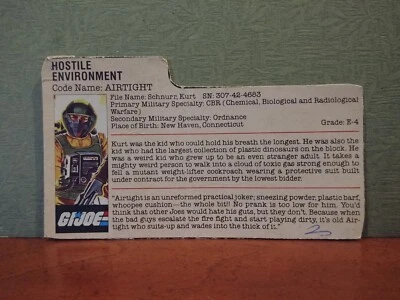 HOSTILE
ENVIRONMENT
Code Name: AIRTIGHT
File Name: Schnurr, Kurt SN: 307-42-4663
Primary Military Specialty: CBR (Chemical, Biological and Radiological
Warfare)
Secondary Military Specialty: Ordnance
Place of Birth: New Haven, Connecticut Grade: E-4
Kurt was the kid who could hold his breath the longest. He was also the
kid who had the largest collection of plastic dinosaurs on the block. He
was a weird kid who grew up to be an even stranger adult. It takes a
mighty weird person to walk into a cloud of toxic gas strong enough to
fell a mutant weight-lifter cockroach wearing a protective suit built
under contract for the government by the lowest bidder.
"Airtight is an unreformed practical joker; sneezing powder, plastic barf,
whoopee cushion—the whole bit! No prank is too low for him. You'd
think that other Joes would hate his guts, but they don't. Because when
the bad guys escalate the fire fight and start playing dirty, it's old Air-
tight who suits-up and wades into the thick of it."
GI JOE